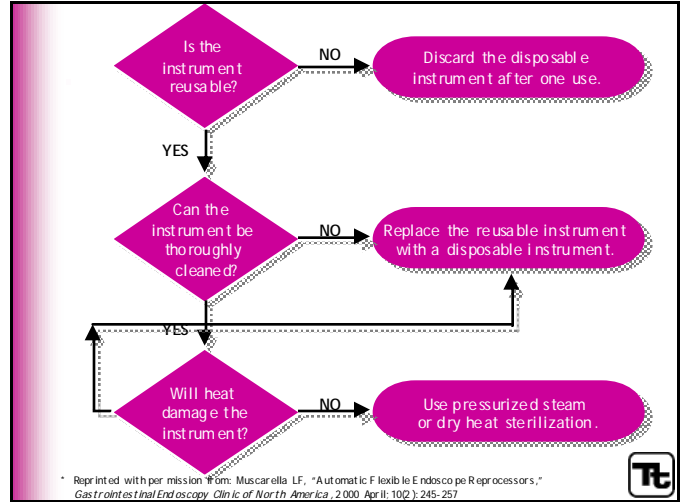 Is the
instrument
reusable?
NO
Discard the disposable
instrument after one use.
YES
Can the
instrument be
thoroughly
cleaned?
NO
Replace the reusable instrument
with a disposable instrument.
YES
Will heat
damage the
instrument?
NO
Use pressurized steam
or dry heat sterilization.
* Reprinted with permission from: Muscarella LF, "Automatic Flexible Endoscope Reprocessors,"
Gastrointestinal Endoscopy Clinic of North America, 2000 April; 10(2): 245-257
Tt